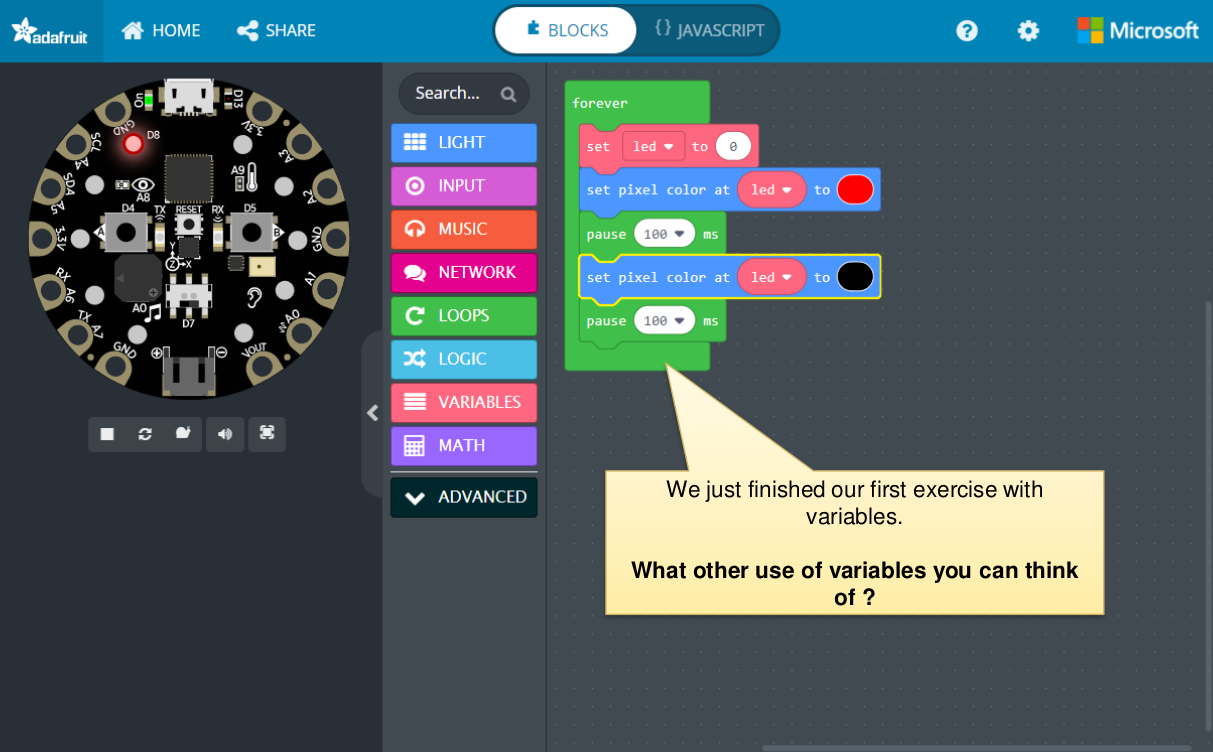 adafruit
HOME
SHARE
BLOCKS
{} JAVASCRIPT
?
Microsoft
On
D13
GND
D8
3.3V
SCL
A4
A3
SDA
A5
A8
A9
A2
D4
TX
RESET
RX
D5
3.3V
A
B
GND
Y
Z
X
RX
A6
A1
A0
D7
TX
A7
A0
GND
VOUT
Search...
LIGHT
INPUT
MUSIC
NETWORK
LOOPS
LOGIC
VARIABLES
MATH
ADVANCED
forever
set led to 0
set pixel color at led to
pause 100 ms
set pixel color at led to
pause 100 ms
We just finished our first exercise with
variables.
What other use of variables you can think
of ?